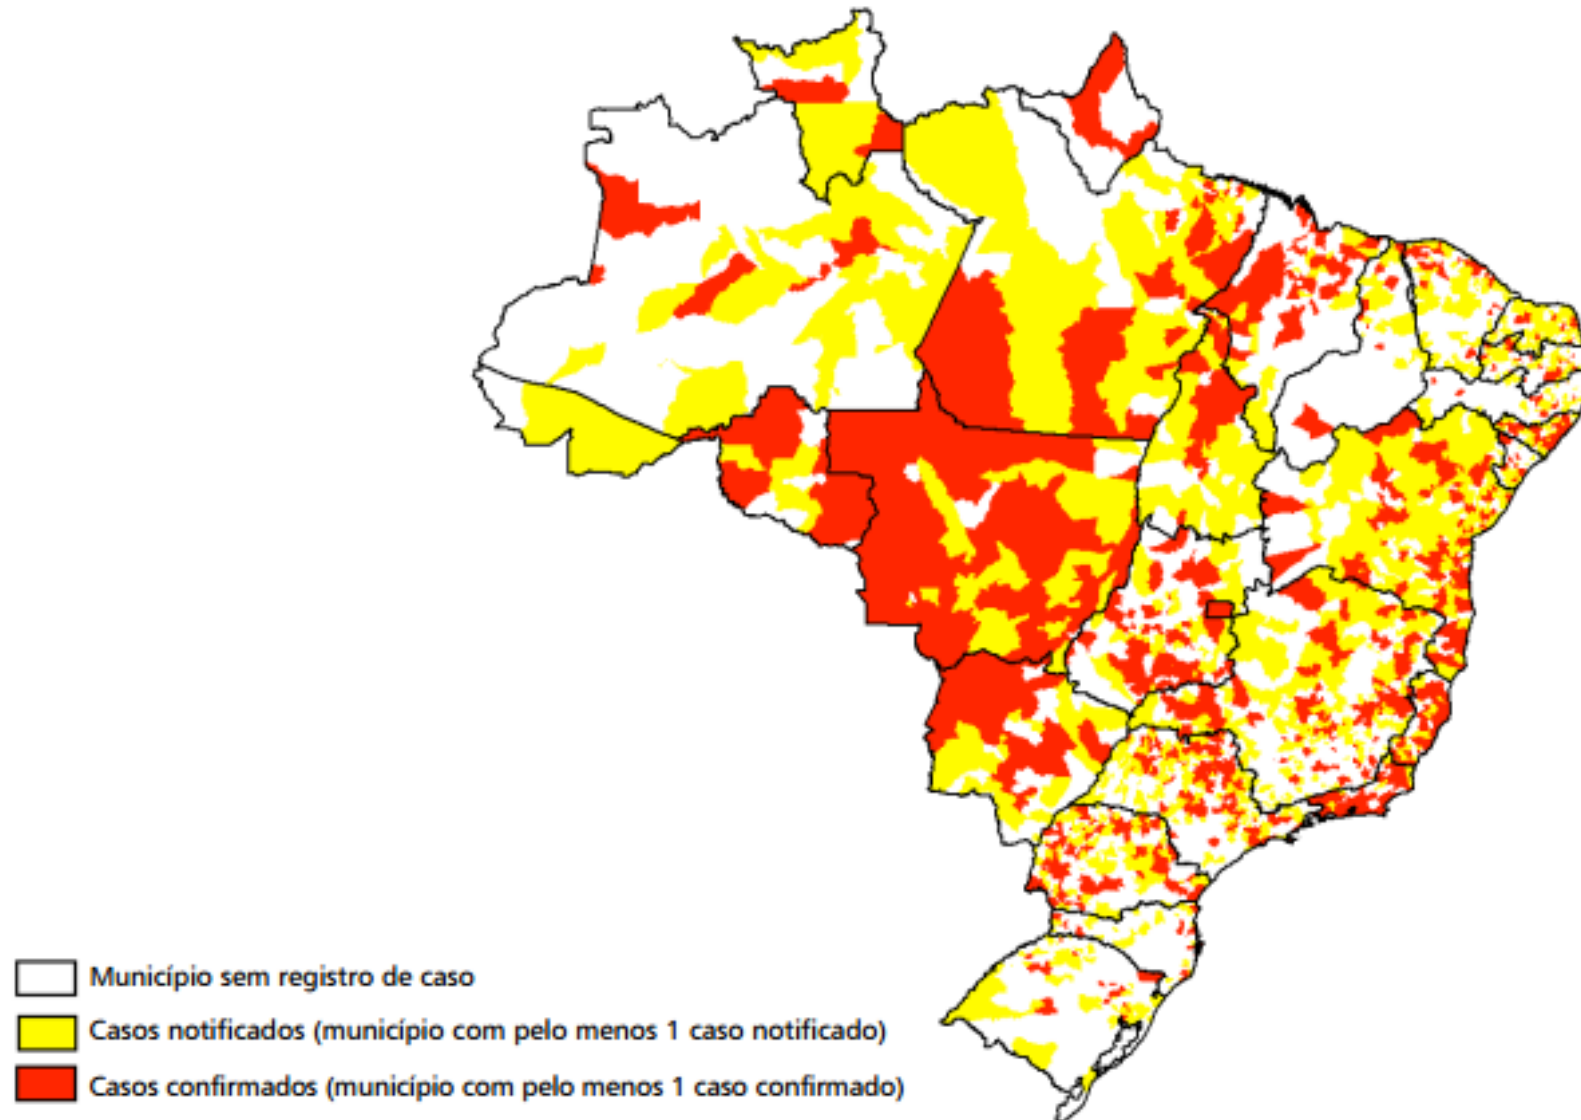 Município sem registro de caso
Casos notificados (município com pelo menos 1 caso notificado)
Casos confirmados (município com pelo menos 1 caso confirmado)